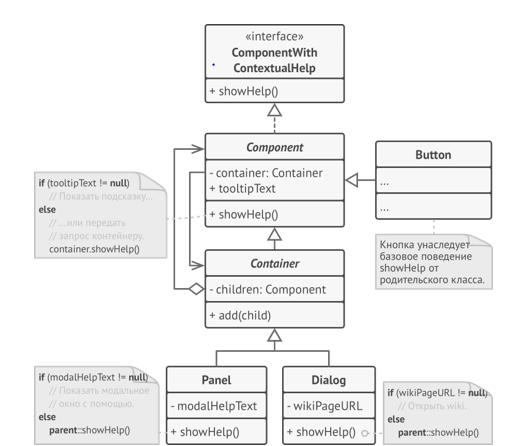 «interface»
ComponentWith
ContextualHelp
+ showHelp()
Component
- container: Container
+ tooltipText
+ showHelp()
Button
...
...
if (tooltipText != null)
// Показать подсказку...
else
// ...или передать
// запрос контейнеру.
container.showHelp()
Кнопка унаследует
базовое поведение
showHelp от
родительского класса.
Container
- children: Component
+ add(child)
if (modalHelpText != null)
// Показать модальное
// окно с помощью.
else
parent::showHelp()
Panel
- modalHelpText
+ showHelp()
Dialog
- wikiPageURL
+ showHelp()
if (wikiPageURL != null)
// Открыть wiki.
else
parent::showHelp()